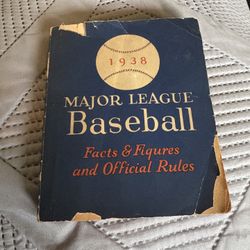 1938
MAJOR LEAGUE
Baseball
Facts & Figures
and Official Rules